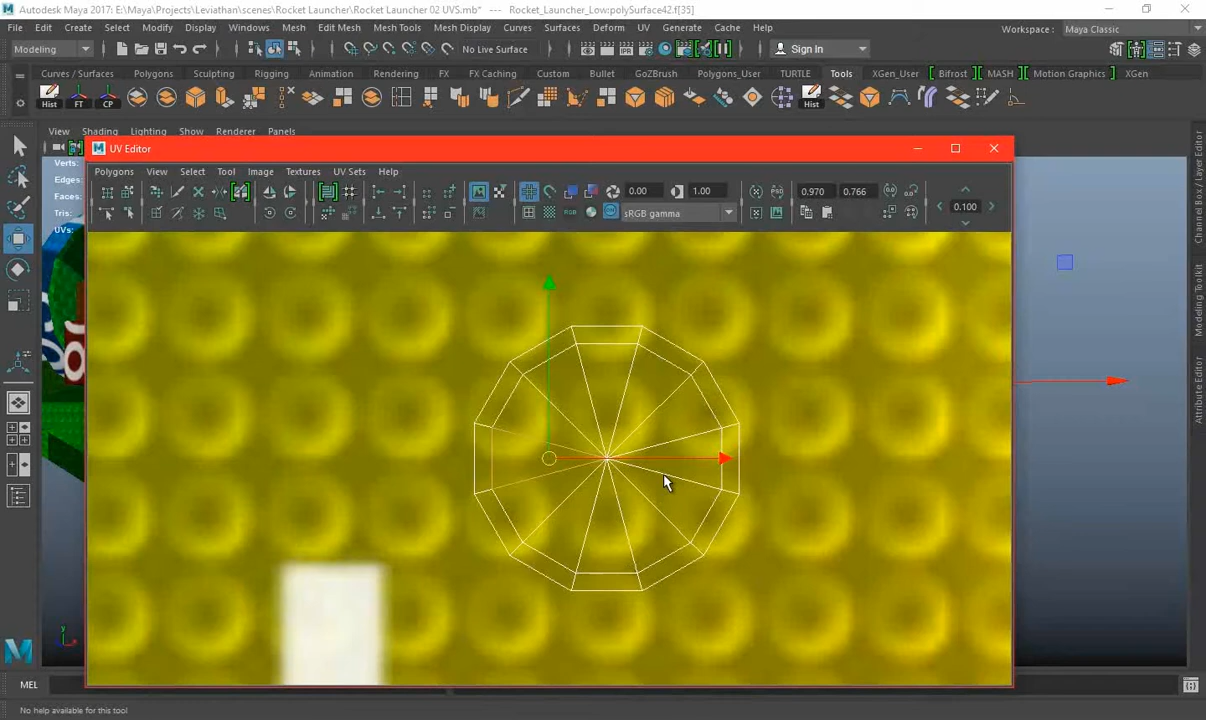 Autodesk Maya 2017: E:\Maya\Projects\Leviathan\scenes\Rocket Launcher\Rocket Launcher 02 UVS.mb* --- Rocket_Launcher_Low:polySurface42.f[35]
File Edit Create Select Modify Display Windows Mesh Edit Mesh Mesh Tools Mesh Display Curves Surfaces Deform UV Generate Cache Help Workspace : Maya Classic
Modeling No Live Surface Sign In
Curves / Surfaces Polygons Sculpting Rigging Animation Rendering FX FX Caching Custom Bullet GoZBrush Polygons_User TURTLE Tools XGen_User Bifrost MASH Motion Graphics XGen
Hist FT CP Hist
View Shading Lighting Show Renderer Panels
UV Editor
Verts:
Edges:
Faces:
Tris:
UVs:
Polygons View Select Tool Image Textures UV Sets Help
0.00 1.00 PSD 0.970 0.766
RGB sRGB gamma 0.100
Channel Box / Layer Editor
Modeling Toolkit
Attribute Editor
y
x
MEL
No help available for this tool